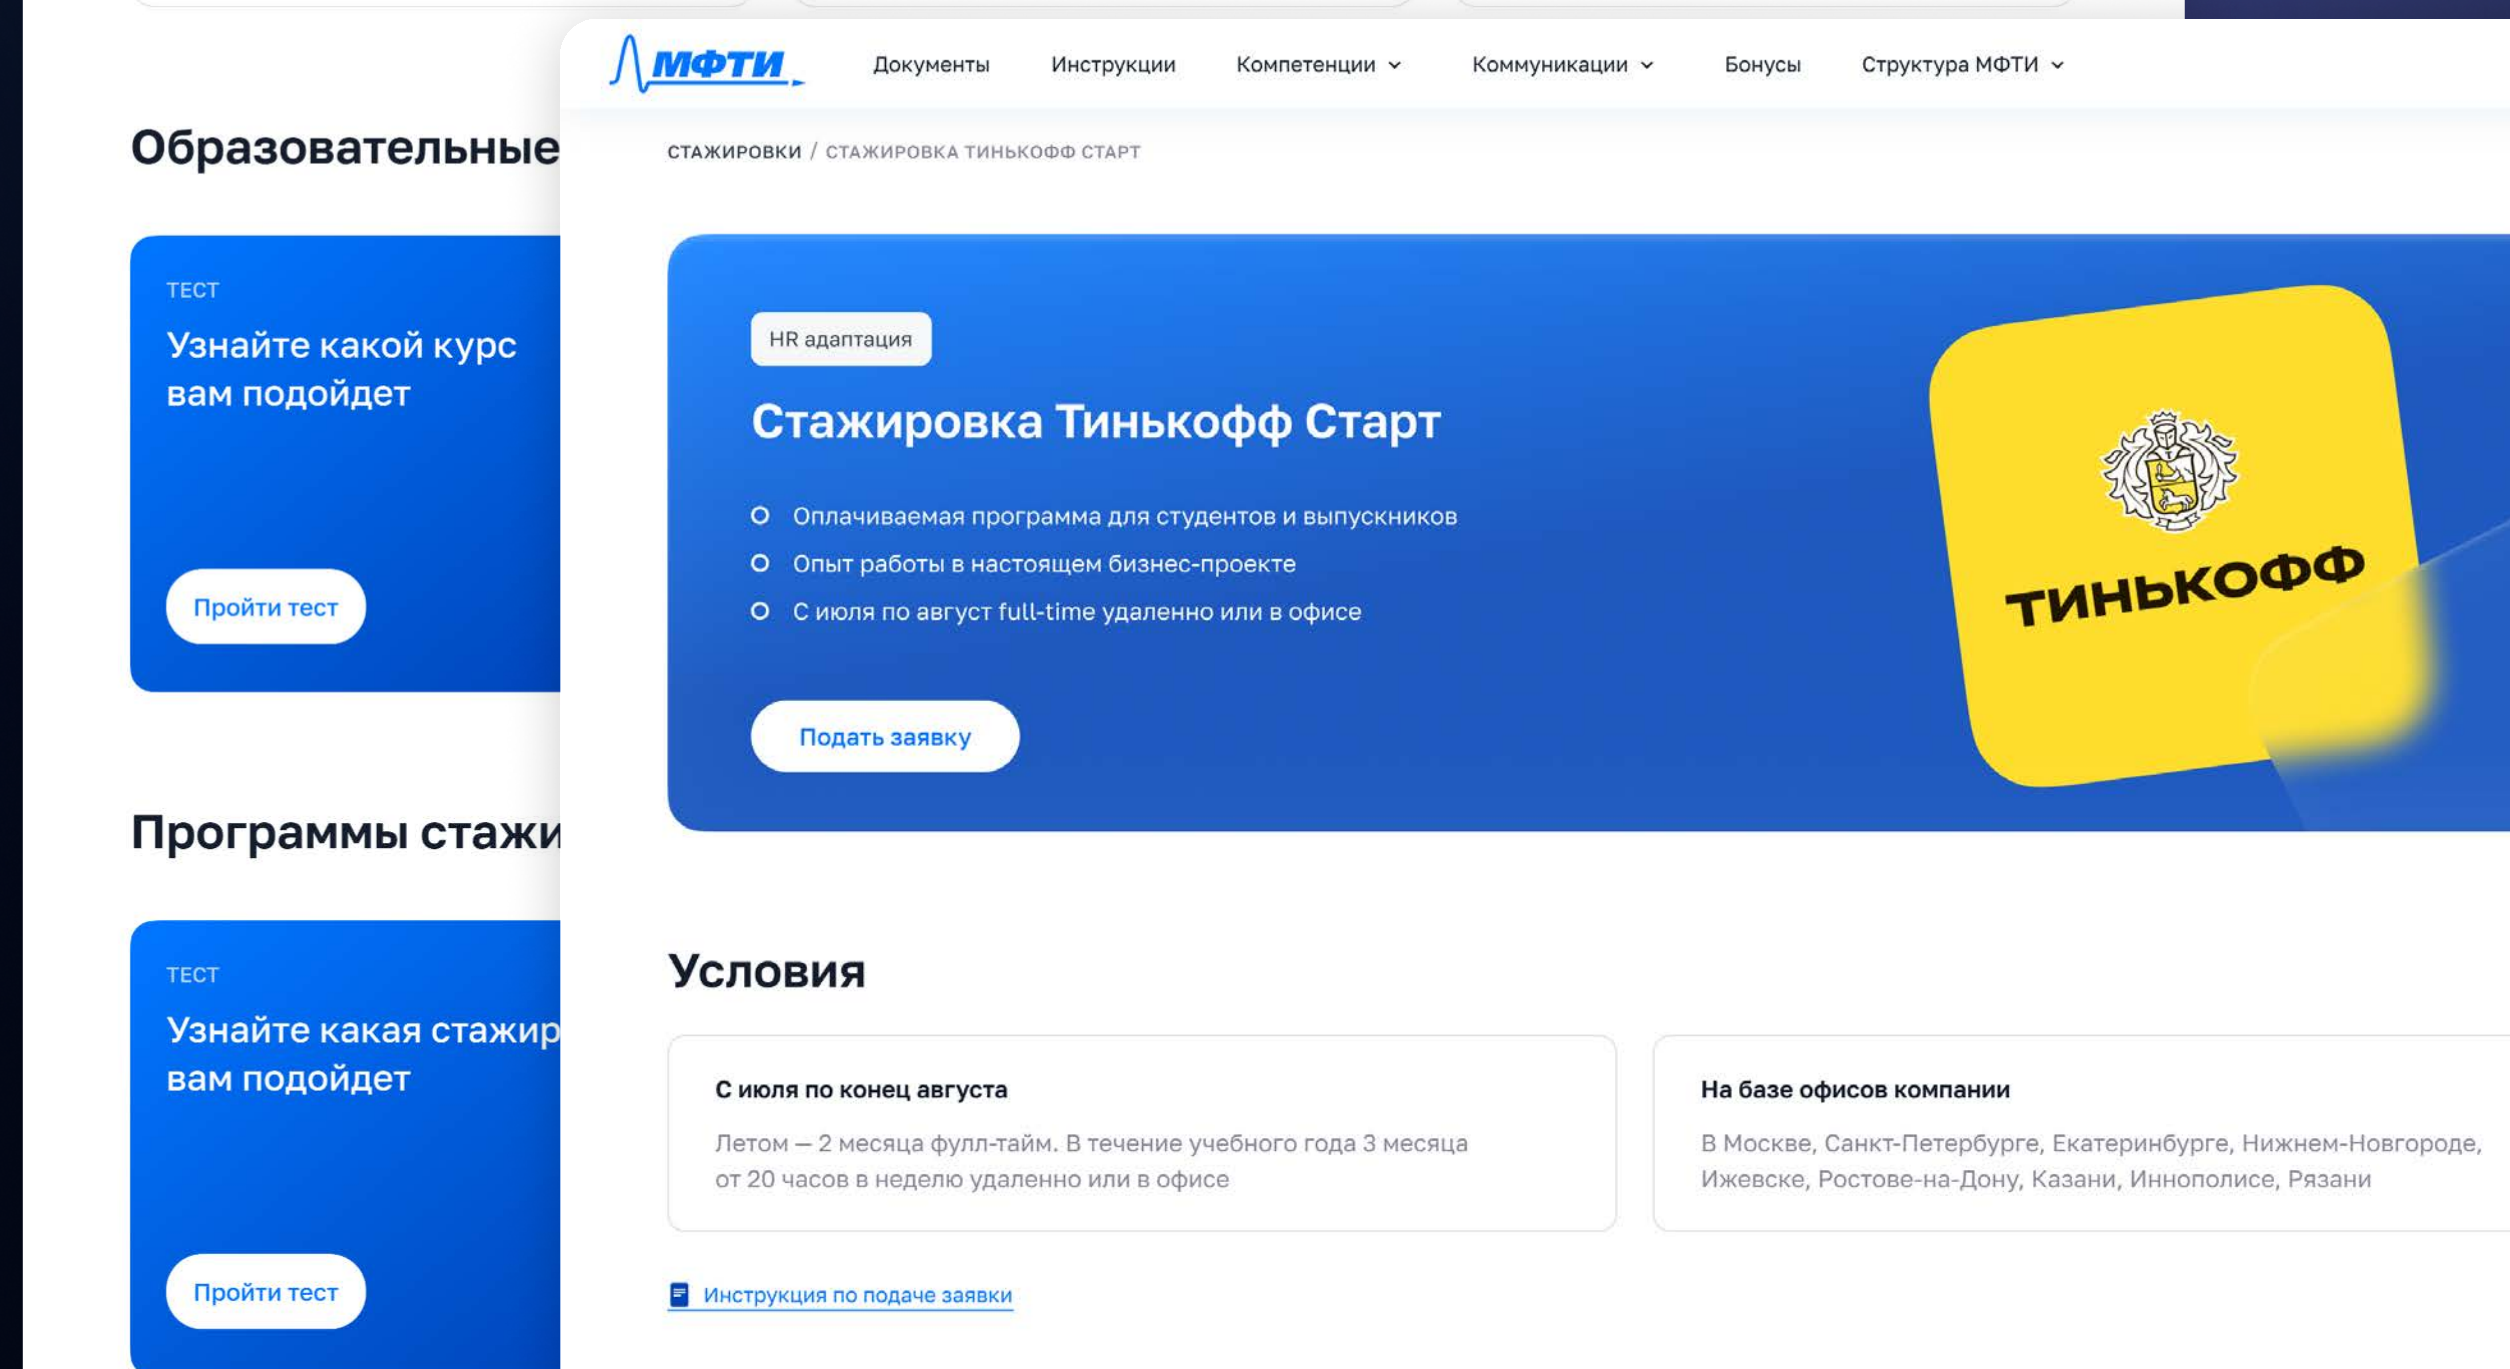 Образовательные
ТЕСТ
Узнайте какой курс
вам подойдет
Пройти тест
Программы стажи
ТЕСТ
Узнайте какая стажир
вам подойдет
Пройти тест
МФТИ
Документы
Инструкции
Компетенции
Коммуникации
Бонусы
Структура МФТИ
СТАЖИРОВКИ / СТАЖИРОВКА ТИНЬКОФФ СТАРТ
HR адаптация
Стажировка Тинькофф Старт
Оплачиваемая программа для студентов и выпускников
Опыт работы в настоящем бизнес-проекте
С июля по август full-time удаленно или в офисе
Подать заявку
ТИНЬКОФФ
Условия
С июля по конец августа
Летом — 2 месяца фулл-тайм. В течение учебного года 3 месяца
от 20 часов в неделю удаленно или в офисе
На базе офисов компании
В Москве, Санкт-Петербурге, Екатеринбурге, Нижнем-Новгороде,
Ижевске, Ростове-на-Дону, Казани, Иннополисе, Рязани
Инструкция по подаче заявки